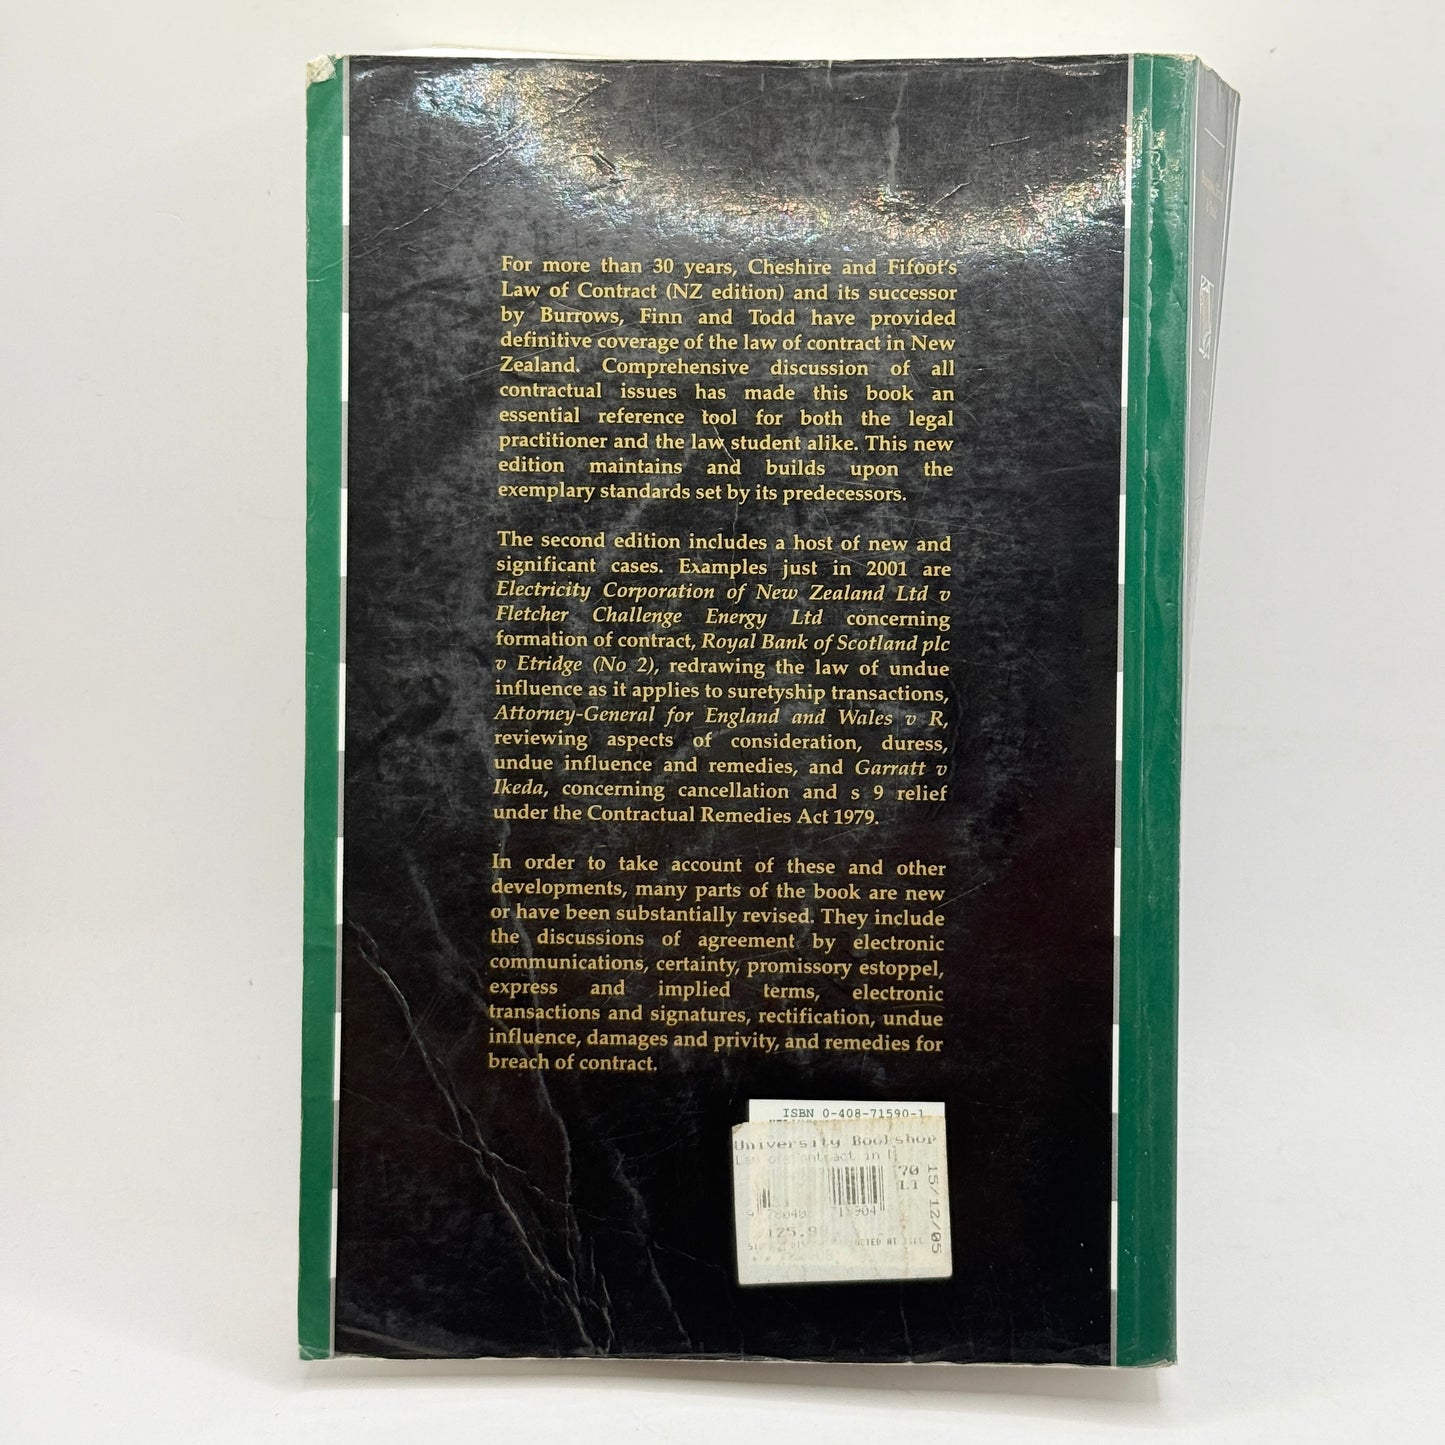 For more than 30 years, Cheshire and Fifoot's
Law of Contract (NZ edition) and its successor
by Burrows, Finn and Todd have provided
definitive coverage of the law of contract in New
Zealand. Comprehensive discussion of all
contractual issues has made this book an
essential reference tool for both the legal
practitioner and the law student alike. This new
edition maintains and builds upon the
exemplary standards set by its predecessors.
The second edition includes a host of new and
significant cases. Examples just in 2001 are
Electricity Corporation of New Zealand Ltd v
Fletcher Challenge Energy Ltd concerning
formation of contract, Royal Bank of Scotland plc
v Etridge (No 2), redrawing the law of undue
influence as it applies to suretyship transactions,
Attorney-General for England and Wales v R,
reviewing aspects of consideration, duress,
undue influence and remedies, and Garratt v
Ikeda, concerning cancellation and s 9 relief
under the Contractual Remedies Act 1979.
In order to take account of these and other
developments, many parts of the book are new
or have been substantially revised. They include
the discussions of agreement by electronic
communications, certainty, promissory estoppel,
express and implied terms, electronic
transactions and signatures, rectification, undue
influence, damages and privity, and remedies for
breach of contract.
ISBN 0-408-71590-1
University Bookshop
Contract in
70
LT
15/12/05
715904
AT